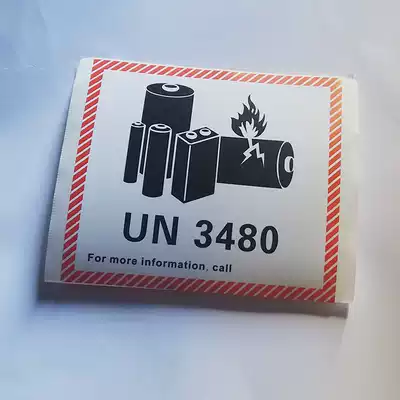 UN 3480
For more information, call